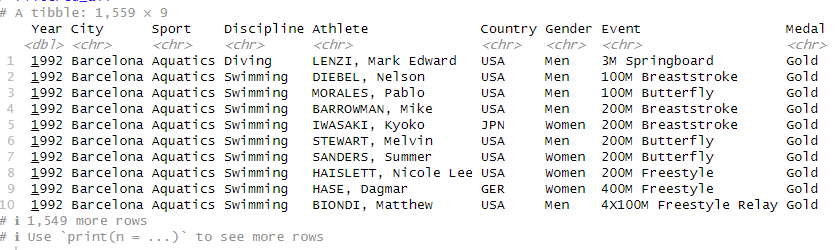 # A tibble: 1,559 × 9
Year City Sport Discipline Athlete Country Gender Event Medal
<dbl> <chr> <chr> <chr> <chr> <chr> <chr> <chr> <chr>
1 1992 Barcelona Aquatics Diving LENZI, Mark Edward USA Men 3M Springboard Gold
2 1992 Barcelona Aquatics Swimming DIEBEL, Nelson USA Men 100M Breaststroke Gold
3 1992 Barcelona Aquatics Swimming MORALES, Pablo USA Men 100M Butterfly Gold
4 1992 Barcelona Aquatics Swimming BARROWMAN, Mike USA Men 200M Breaststroke Gold
5 1992 Barcelona Aquatics Swimming IWASAKI, Kyoko JPN Women 200M Breaststroke Gold
6 1992 Barcelona Aquatics Swimming STEWART, Melvin USA Men 200M Butterfly Gold
7 1992 Barcelona Aquatics Swimming SANDERS, Summer USA Women 200M Butterfly Gold
8 1992 Barcelona Aquatics Swimming HAISLETT, Nicole Lee USA Women 200M Freestyle Gold
9 1992 Barcelona Aquatics Swimming HASE, Dagmar GER Women 400M Freestyle Gold
10 1992 Barcelona Aquatics Swimming BIONDI, Matthew USA Men 4X100M Freestyle Relay Gold
# ℹ 1,549 more rows
# ℹ Use `print(n = ...)` to see more rows